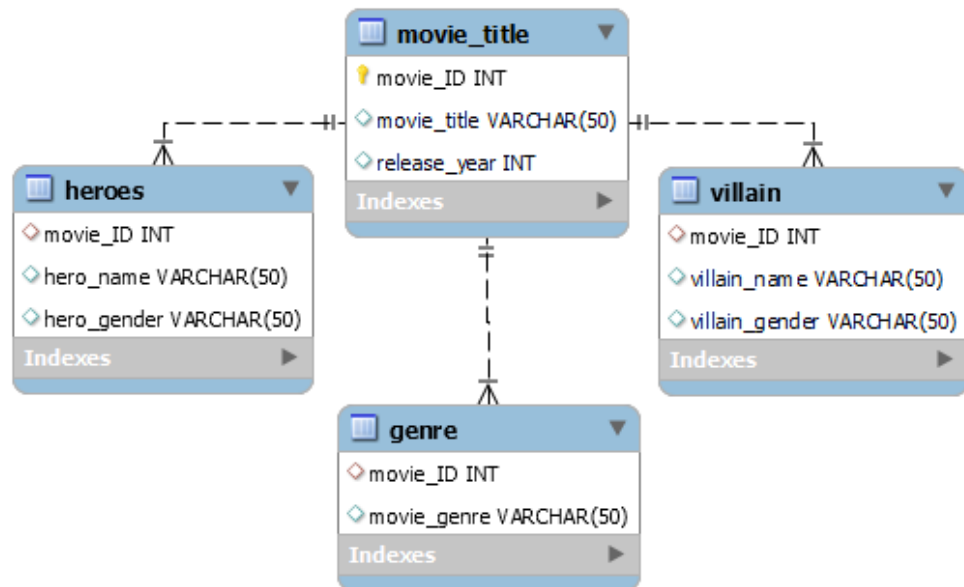 movie_title
movie_ID INT
movie_title VARCHAR(50)
release_year INT
Indexes
heroes
movie_ID INT
hero_name VARCHAR(50)
hero_gender VARCHAR(50)
Indexes
villain
movie_ID INT
villain_name VARCHAR(50)
villain_gender VARCHAR(50)
Indexes
genre
movie_ID INT
movie_genre VARCHAR(50)
Indexes